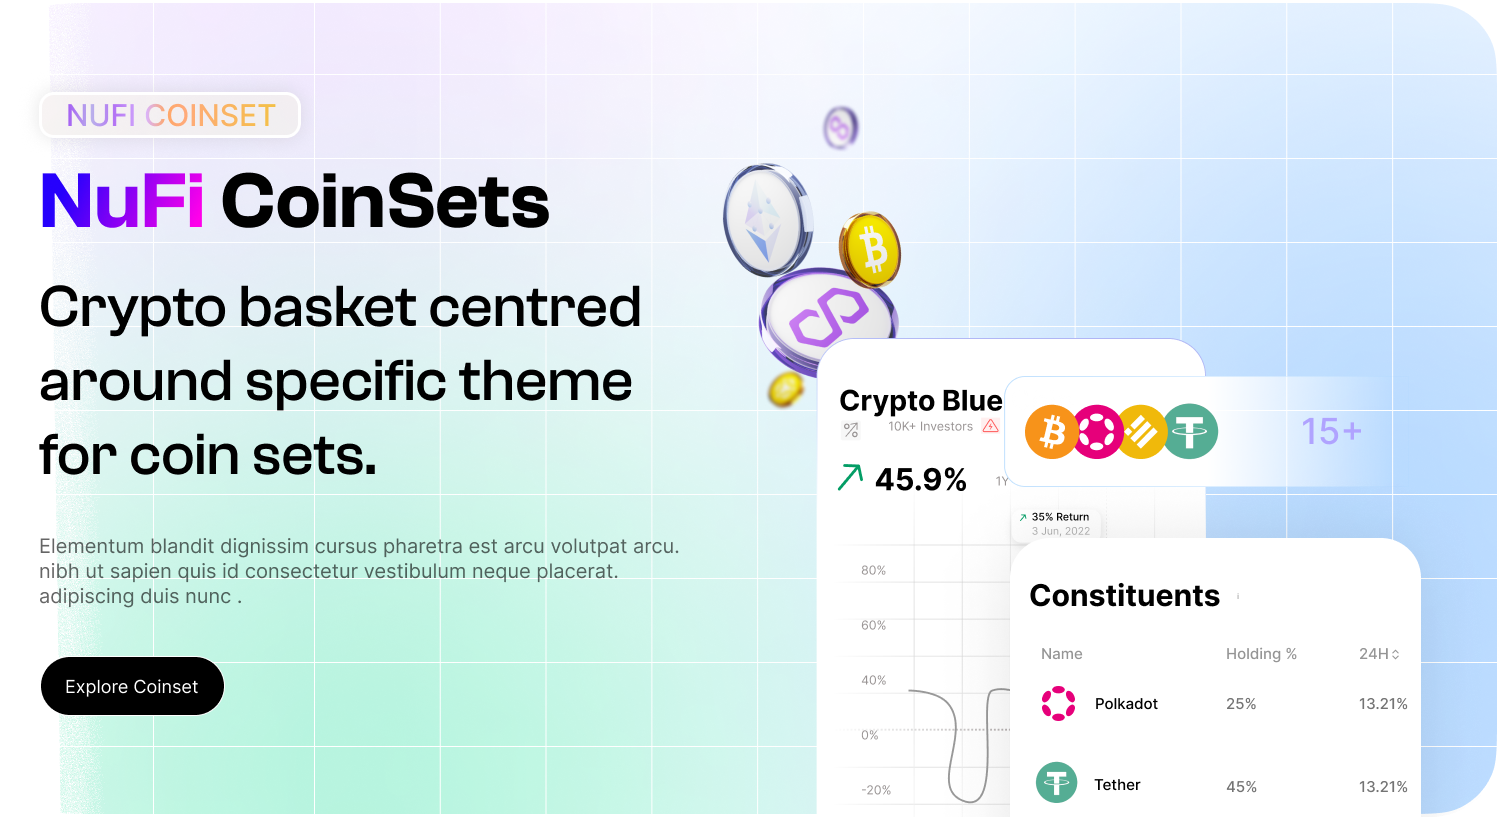 NUFI COINSET
NuFi CoinSets
Crypto basket centred
around specific theme
for coin sets.
Elementum blandit dignissim cursus pharetra est arcu volutpat arcu.
nibh ut sapien quis id consectetur vestibulum neque placerat.
adipiscing duis nunc .
Explore Coinset
Crypto Blue
10K+ Investors
15+
45.9%
1Y
35% Return
3 Jun, 2022
80%
60%
40%
0%
-20%
Constituents
Name Holding % 24H
Polkadot 25% 13.21%
Tether 45% 13.21%